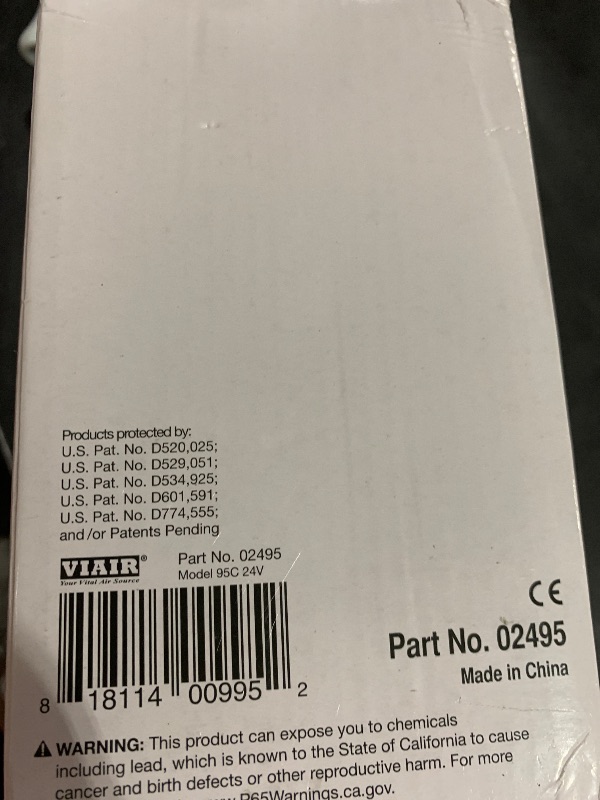 Products protected by:
U.S. Pat. No. D520,025;
U.S. Pat. No. D529,051;
U.S. Pat. No. D534,925;
U.S. Pat. No. D601,591;
U.S. Pat. No. D774,555;
and/or Patents Pending
VIAIR®
Your Vital Air Source
Part No. 02495
Model 95C 24V
8 18114 00995 2
CE
Part No. 02495
Made in China
⚠ WARNING: This product can expose you to chemicals
including lead, which is known to the State of California to cause
cancer and birth defects or other reproductive harm. For more
P65Warnings.ca.gov.